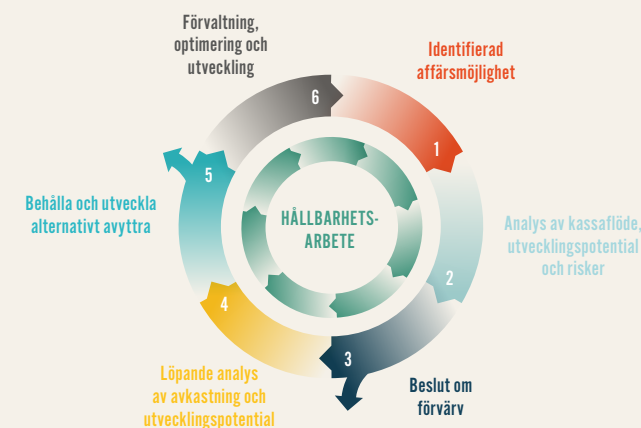 Förvaltning,
optimering och
utveckling
Identifierad
affärsmöjlighet
6
1
5
Behålla och utveckla
alternativt avyttra
HÅLLBARHETS-
ARBETE
Analys av kassaflöde,
utvecklingspotential
och risker
2
4
3
Löpande analys
av avkastning och
utvecklingspotential
Beslut om
förvärv